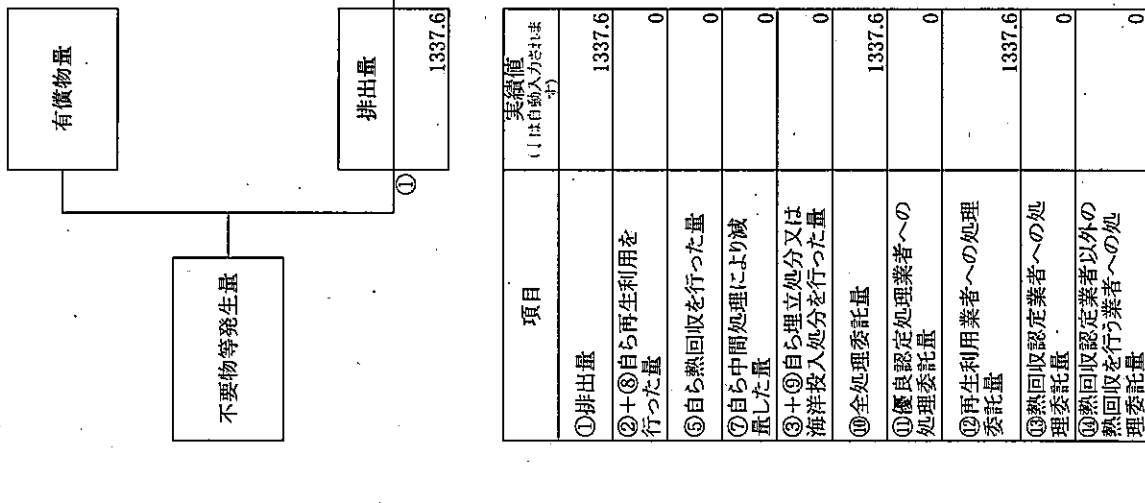 有償物量
不要物等発生量
排出量
1337.6
①
項目
実績値
([ ]は自動入力されます)
①排出量
1337.6
②+⑧自ら再生利用を
行った量
0
⑤自ら熱回収を行った量
0
⑦自ら中間処理により減
量した量
0
③+⑨自ら埋立処分又は
海洋投入処分を行った量
0
⑩全処理委託量
1337.6
⑪優良認定処理業者への
処理委託量
0
⑫再生利用業者への処理
委託量
1337.6
⑬熱回収認定業者への処
理委託量
0
⑭熱回収認定業者以外の
熱回収を行う業者への処
理委託量
0